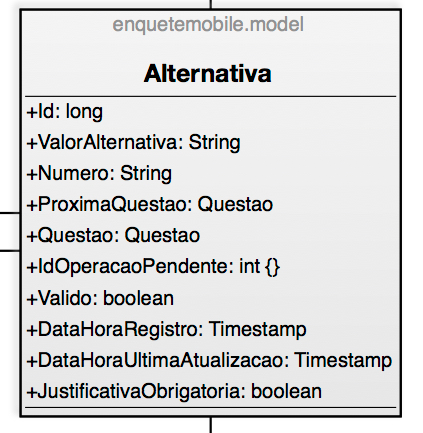 enquetemobile.model
Alternativa
+Id: long
+ValorAlternativa: String
+Numero: String
+ProximaQuestao: Questao
+Questao: Questao
+IdOperacaoPendente: int {}
+Valido: boolean
+DataHoraRegistro: Timestamp
+DataHoraUltimaAtualizacao: Timestamp
+JustificativaObrigatoria: boolean